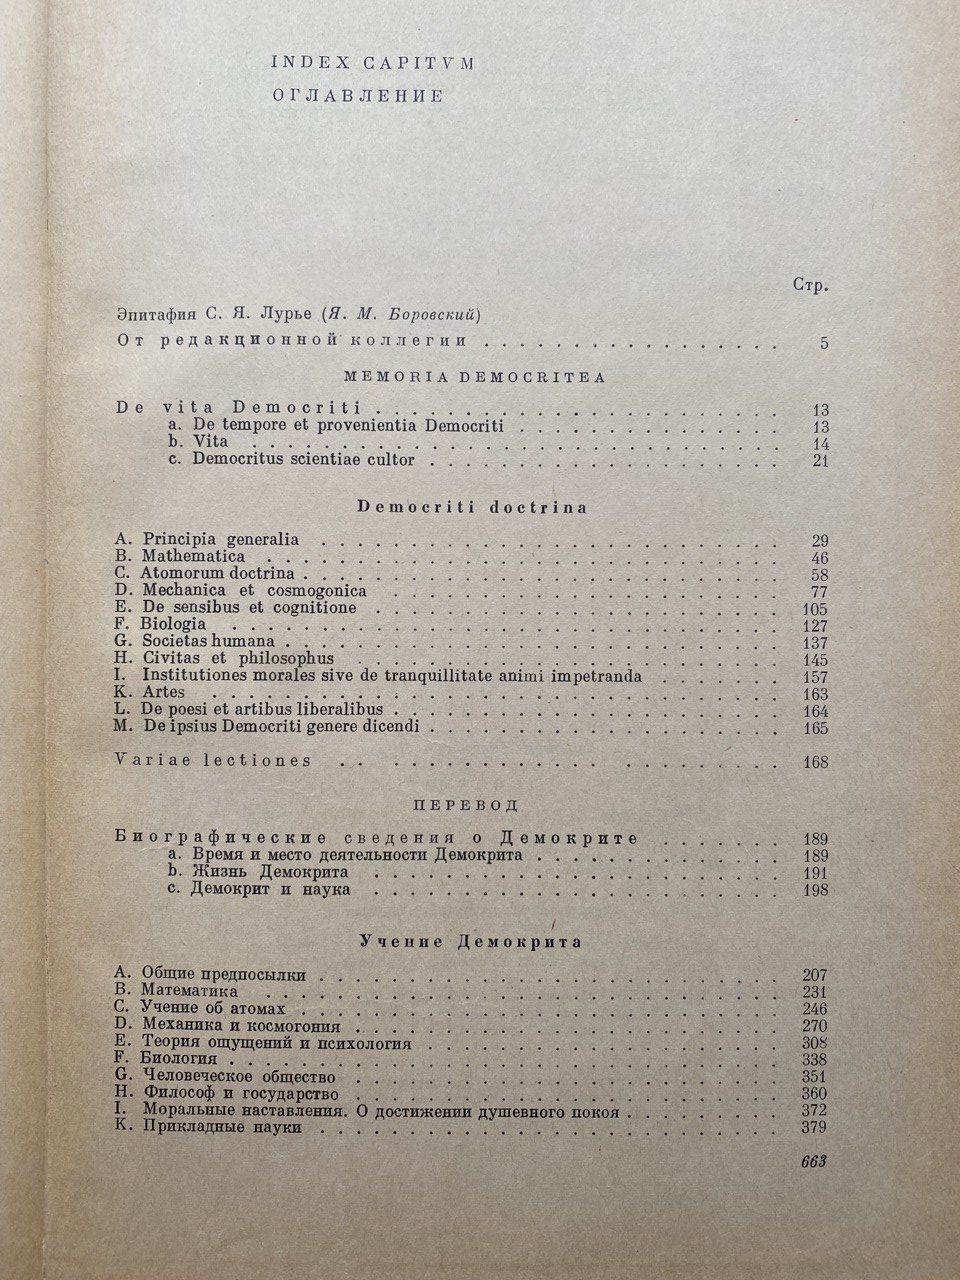 INDEX CAPITVM
ОГЛАВЛЕНИЕ
Стр.
Эпитафия С. Я. Лурье (Я. М. Боровский)
От редакционной коллегии . . . . . . . . . . . . . . . . . 5
MEMORIA DEMOCRITEA
De vita Democriti . . . . . . . . . . . . . . . . . . . . . . . 13
a. De tempore et provenientia Democriti . . . . . . . . . . . . . . . 13
b. Vita . . . . . . . . . . . . . . . . . . . . . . . . . . . . . 14
c. Democritus scientiae cultor . . . . . . . . . . . . . . . . . . . . 21
Democriti doctrina
A. Principia generalia . . . . . . . . . . . . . . . . . . . . . . . . . . 29
B. Mathematica . . . . . . . . . . . . . . . . . . . . . . . . . . . . . 46
C. Atomorum doctrina . . . . . . . . . . . . . . . . . . . . . . . . . . . 58
D. Mechanica et cosmogonica . . . . . . . . . . . . . . . . . . . . . . 77
E. De sensibus et cognitione . . . . . . . . . . . . . . . . . . . . . . . 105
F. Biologia . . . . . . . . . . . . . . . . . . . . . . . . . . . . . . . 127
G. Societas humana . . . . . . . . . . . . . . . . . . . . . . . . . . . . 137
H. Civitas et philosophus . . . . . . . . . . . . . . . . . . . . . . . . 145
I. Institutiones morales sive de tranquillitate animi impetranda . . . . . . . 157
K. Artes . . . . . . . . . . . . . . . . . . . . . . . . . . . . . . . . 163
L. De poesi et artibus liberalibus . . . . . . . . . . . . . . . . . . . . . . 164
M. De ipsius Democriti genere dicendi . . . . . . . . . . . . . . . . . . . . 165
Variae lectiones . . . . . . . . . . . . . . . . . . . . . . . 168
ПЕРЕВОД
Биографические сведения о Демокрите . . . . . . . 189
a. Время и место деятельности Демокрита . . . . . . . . . . . . . . 189
b. Жизнь Демокрита . . . . . . . . . . . . . . . . . . . . . . . 191
c. Демокрит и наука . . . . . . . . . . . . . . . . . . . . . . . 198
Учение Демокрита
A. Общие предпосылки . . . . . . . . . . . . . . . . . . . . . . . . . . 207
B. Математика . . . . . . . . . . . . . . . . . . . . . . . . . . . . . 231
C. Учение об атомах . . . . . . . . . . . . . . . . . . . . . . . . . . . 246
D. Механика и космогония . . . . . . . . . . . . . . . . . . . . . . . . 270
E. Теория ощущений и психология . . . . . . . . . . . . . . . . . . . . 308
F. Биология . . . . . . . . . . . . . . . . . . . . . . . . . . . . . . . 338
G. Человеческое общество . . . . . . . . . . . . . . . . . . . . . . . . 351
H. Философ и государство . . . . . . . . . . . . . . . . . . . . . . . . 360
I. Моральные наставления. О достижении душевного покоя . . . . . . . . . 372
K. Прикладные науки . . . . . . . . . . . . . . . . . . . . . . . . . . 379
663